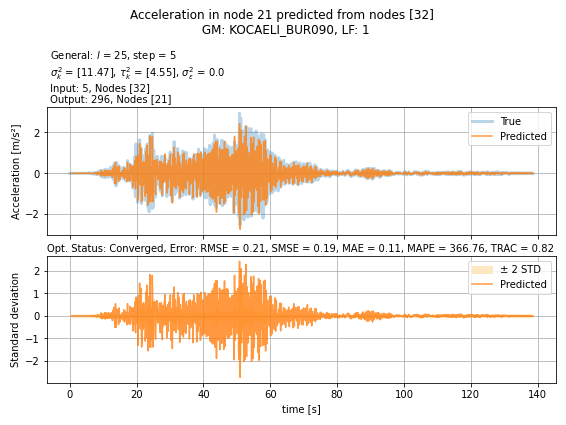 Acceleration in node 21 predicted from nodes [32]
GM: KOCAELI_BUR090, LF: 1
General: l = 25, step = 5
σ²ₖ = [11.47], τ²ₖ = [4.55], σ²ε = 0.0
Input: 5, Nodes [32]
Output: 296, Nodes [21]
Acceleration [m/s²]
2
0
−2
True
Predicted
Opt. Status: Converged, Error: RMSE = 0.21, SMSE = 0.19, MAE = 0.11, MAPE = 366.76, TRAC = 0.82
Standard deviation
2
1
0
−1
−2
± 2 STD
Predicted
0 20 40 60 80 100 120 140
time [s]